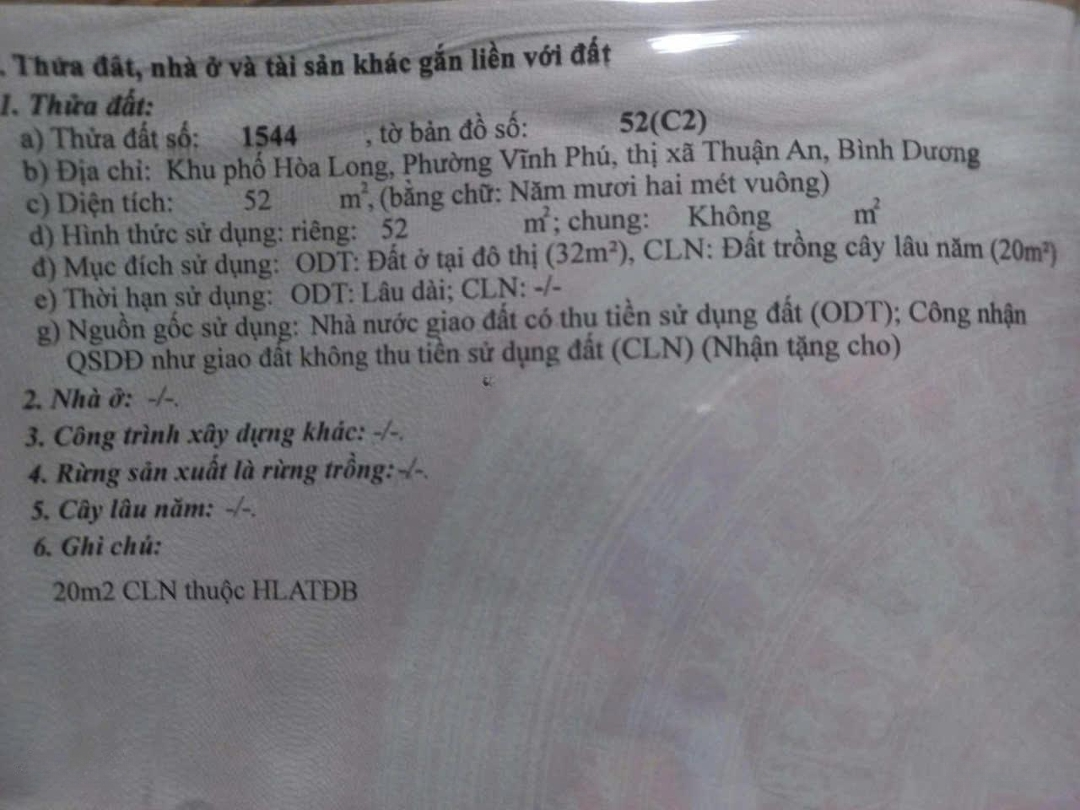 . Thửa đất, nhà ở và tài sản khác gắn liền với đất
1. Thửa đất:
a) Thửa đất số: 1544 , tờ bản đồ số: 52(C2)
b) Địa chỉ: Khu phố Hòa Long, Phường Vĩnh Phú, thị xã Thuận An, Bình Dương
c) Diện tích: 52 m², (bằng chữ: Năm mươi hai mét vuông)
d) Hình thức sử dụng: riêng: 52 m²; chung: Không m²
đ) Mục đích sử dụng: ODT: Đất ở tại đô thị (32m²), CLN: Đất trồng cây lâu năm (20m²)
e) Thời hạn sử dụng: ODT: Lâu dài; CLN: -/-
g) Nguồn gốc sử dụng: Nhà nước giao đất có thu tiền sử dụng đất (ODT); Công nhận
QSDĐ như giao đất không thu tiền sử dụng đất (CLN) (Nhận tặng cho)
2. Nhà ở: -/-.
3. Công trình xây dựng khác: -/-.
4. Rừng sản xuất là rừng trồng: -/-.
5. Cây lâu năm: -/-.
6. Ghi chú:
20m2 CLN thuộc HLATĐB